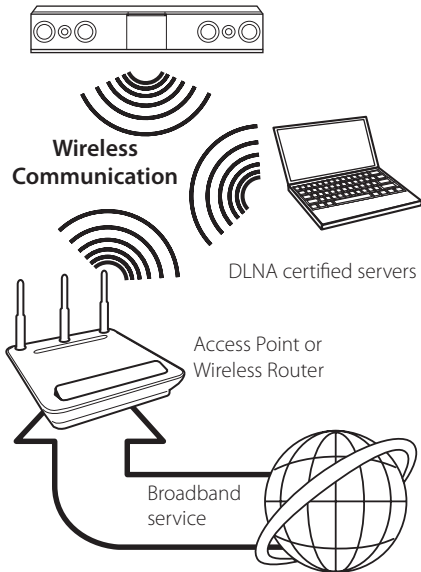 Wireless
Communication
DLNA certified servers
Access Point or
Wireless Router
Broadband
service